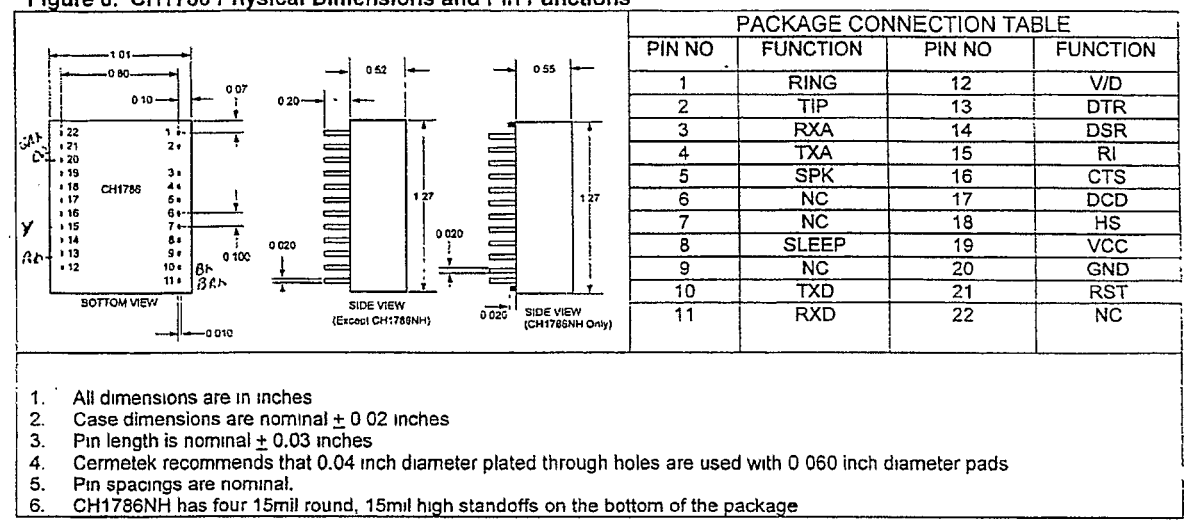 Figure 6. CH1786 Physical Dimensions and Pin Functions
1 01
0 80
0 10
0 07
22 1
21 2
20
19 3
18 4
17 5
16 6
15 7
14 8
13 9
12 10
11
CH1786
BOTTOM VIEW
0 100
0 010
0 52
0 20
1 27
0 020
SIDE VIEW
(Except CH1786NH)
0 55
1 27
0 020
0 020
SIDE VIEW
(CH1786NH Only)
PACKAGE CONNECTION TABLE
PIN NO FUNCTION PIN NO FUNCTION
1 RING 12 V/D
2 TIP 13 DTR
3 RXA 14 DSR
4 TXA 15 RI
5 SPK 16 CTS
6 NC 17 DCD
7 NC 18 HS
8 SLEEP 19 VCC
9 NC 20 GND
10 TXD 21 RST
11 RXD 22 NC
1. All dimensions are in inches
2. Case dimensions are nominal ± 0 02 inches
3. Pin length is nominal ± 0.03 inches
4. Cermetek recommends that 0.04 inch diameter plated through holes are used with 0 060 inch diameter pads
5. Pin spacings are nominal.
6. CH1786NH has four 15mil round, 15mil high standoffs on the bottom of the package